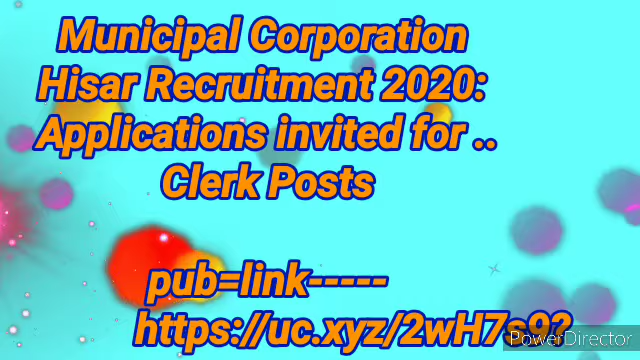 Municipal Corporation
Hisar Recruitment 2020:
Applications invited for ..
Clerk Posts
pub=link-----
https://uc.xyz/2wH7s9?
PowerDirector